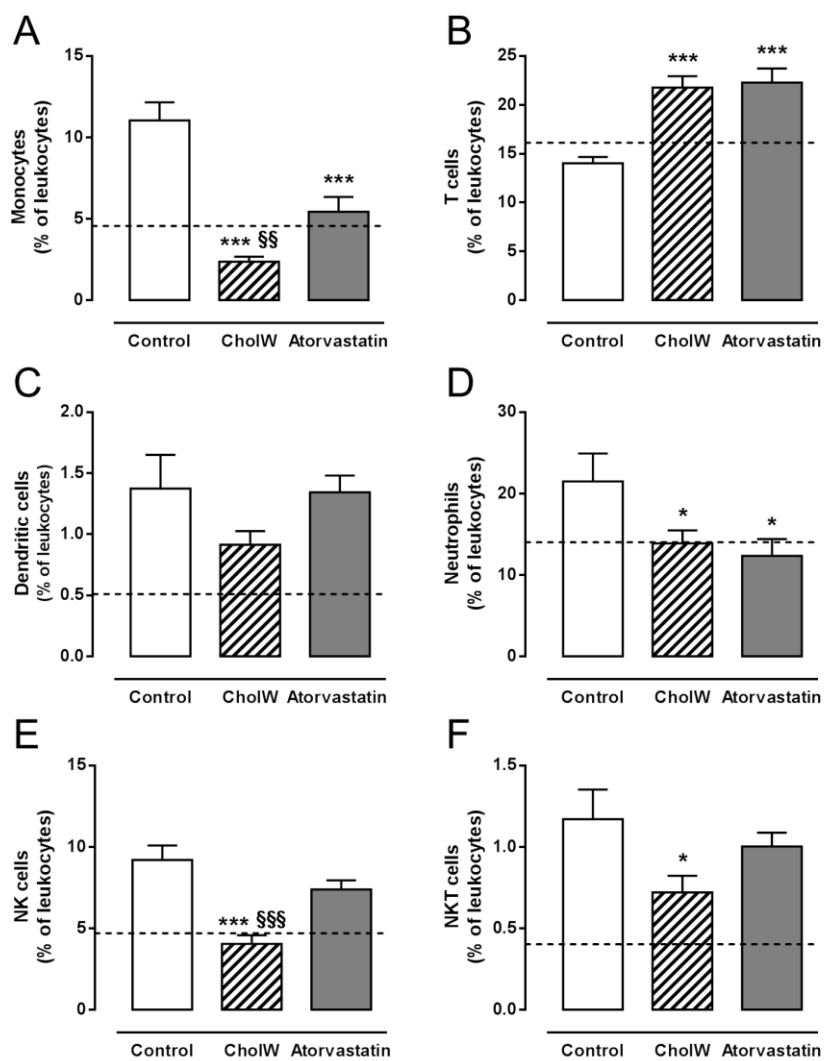 A
Monocytes
(% of leukocytes)
15
10
5
0
***
§§
***
Control
CholW
Atorvastatin
B
T cells
(% of leukocytes)
25
20
15
15
5
0
***
***
Control
CholW
Atorvastatin
C
Dendritic cells
(% of leukocytes)
2.0
1.5
1.0
0.5
0.0
Control
CholW
Atorvastatin
D
Neutrophils
(% of leukocytes)
30
20
10
0
*
*
Control
CholW
Atorvastatin
E
NK cells
(% of leukocytes)
15
10
5
0
***
§§§
Control
CholW
Atorvastatin
F
NKT cells
(% of leukocytes)
1.5
1.0
0.5
0.0
*
Control
CholW
Atorvastatin